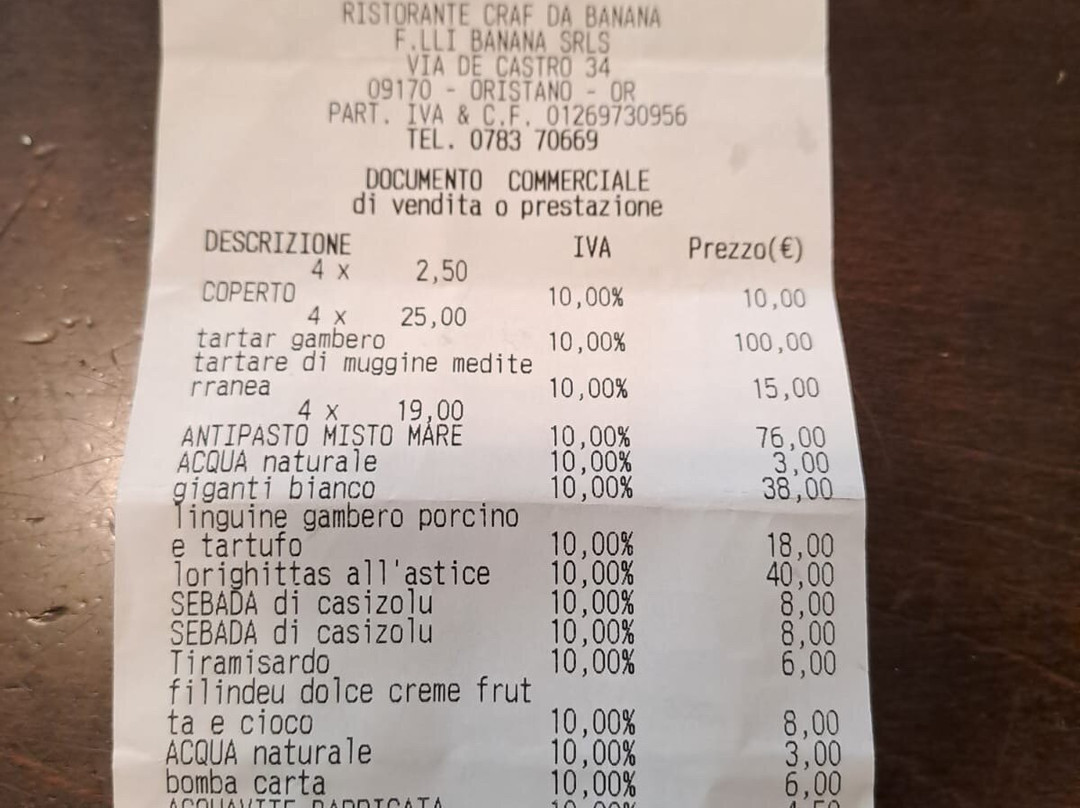 RISTORANTE CRAF DA BANANA
F.LLI BANANA SRLS
VIA DE CASTRO 34
09170 - ORISTANO - OR
PART. IVA & C.F. 01269730956
TEL. 0783 70669
DOCUMENTO COMMERCIALE
di vendita o prestazione
DESCRIZIONE IVA Prezzo(€)
4 x 2,50
COPERTO 10,00% 10,00
4 x 25,00
tartar gambero 10,00% 100,00
tartare di muggine medite
rranea 10,00% 15,00
4 x 19,00
ANTIPASTO MISTO MARE 10,00% 76,00
ACQUA naturale 10,00% 3,00
giganti bianco 10,00% 38,00
linguine gambero porcino
e tartufo 10,00% 18,00
lorighittas all'astice 10,00% 40,00
SEBADA di casizolu 10,00% 8,00
SEBADA di casizolu 10,00% 8,00
Tiramisardo 10,00% 6,00
filindeu dolce creme frut
ta e cioco 10,00% 8,00
ACQUA naturale 10,00% 3,00
bomba carta 10,00% 6,00
ACQUAVITE 10,00% 4,50